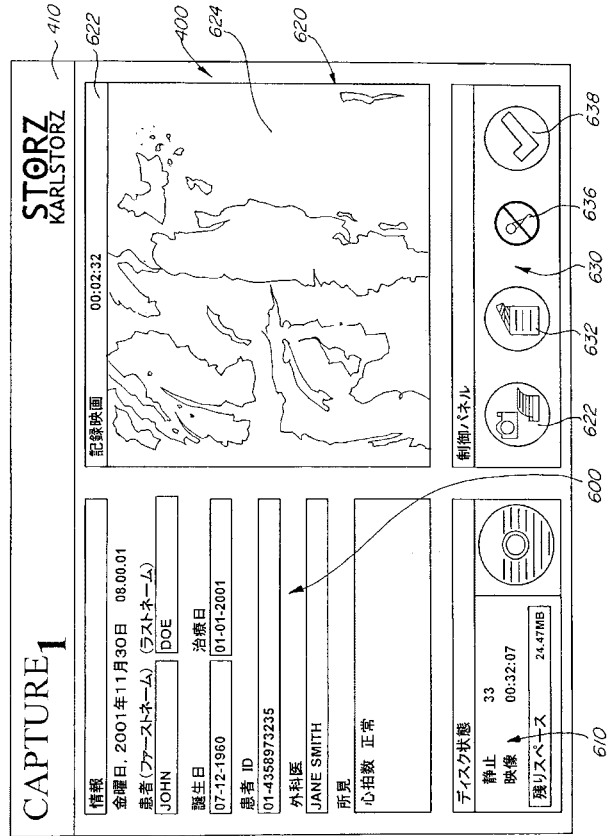 CAPTURE1
STORZ
KARLSTORZ
410
情報
金曜日, 2001年11月30日 08.00.01
患者(ファーストネーム) (ラストネーム)
JOHN DOE
誕生日 治療日
07-12-1960 01-01-2001
患者 ID
01-4358973235
外科医
JANE SMITH
所見
心拍数 正常
記録映画 00:02:32
622
400
624
620
ディスク状態
静止 33
映像 00:32:07
残りスペース 24.47MB
610
600
制御パネル
622
632
630
636
638